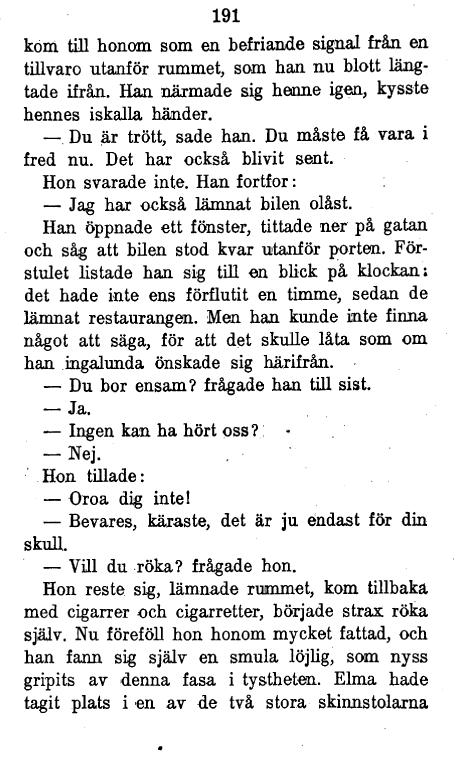 191
kom till honom som en befriande signal från en
tillvaro utanför rummet, som han nu blott läng-
tade ifrån. Han närmade sig henne igen, kysste
hennes iskalla händer.
— Du är trött, sade han. Du måste få vara i
fred nu. Det har också blivit sent.
Hon svarade inte. Han fortfor:
— Jag har också lämnat bilen olåst.
Han öppnade ett fönster, tittade ner på gatan
och såg att bilen stod kvar utanför porten. För-
stulet listade han sig till en blick på klockan:
det hade inte ens förflutit en timme, sedan de
lämnat restaurangen. Men han kunde inte finna
något att säga, för att det skulle låta som om
han ingalunda önskade sig härifrån.
— Du bor ensam? frågade han till sist.
— Ja.
— Ingen kan ha hört oss?
— Nej.
Hon tillade:
— Oroa dig inte!
— Bevares, käraste, det är ju endast för din
skull.
— Vill du röka? frågade hon.
Hon reste sig, lämnade rummet, kom tillbaka
med cigarrer och cigarretter, började strax röka
själv. Nu föreföll hon honom mycket fattad, och
han fann sig själv en smula löjlig, som nyss
gripits av denna fasa i tystheten. Elma hade
tagit plats i en av de två stora skinnstolarna